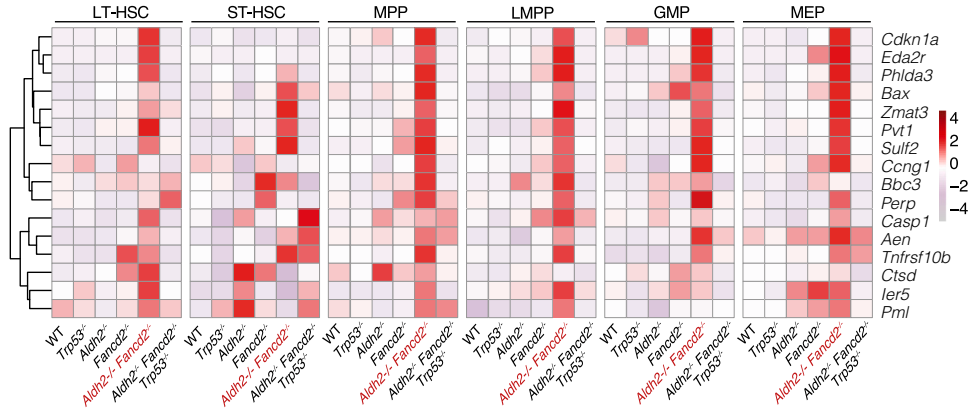 LT-HSC ST-HSC MPP LMPP GMP MEP
Cdkn1a
Eda2r
Phlda3
Bax
Zmat3
Pvt1
Sulf2
Ccng1
Bbc3
Perp
Casp1
Aen
Tnfrsf10b
Ctsd
Ier5
Pml
4
2
0
−2
−4
WT
Trp53-/-
Aldh2-/-
Fancd2-/-
Aldh2-/- Fancd2-/-
Aldh2-/- Fancd2-/-
Trp53-/-
WT
Trp53-/-
Aldh2-/-
Fancd2-/-
Aldh2-/- Fancd2-/-
Aldh2-/- Fancd2-/-
Trp53-/-
WT
Trp53-/-
Aldh2-/-
Fancd2-/-
Aldh2-/- Fancd2-/-
Aldh2-/- Fancd2-/-
Trp53-/-
WT
Trp53-/-
Aldh2-/-
Fancd2-/-
Aldh2-/- Fancd2-/-
Aldh2-/- Fancd2-/-
Trp53-/-
WT
Trp53-/-
Aldh2-/-
Fancd2-/-
Aldh2-/- Fancd2-/-
Aldh2-/- Fancd2-/-
Trp53-/-
WT
Trp53-/-
Aldh2-/-
Fancd2-/-
Aldh2-/- Fancd2-/-
Aldh2-/- Fancd2-/-
Trp53-/-